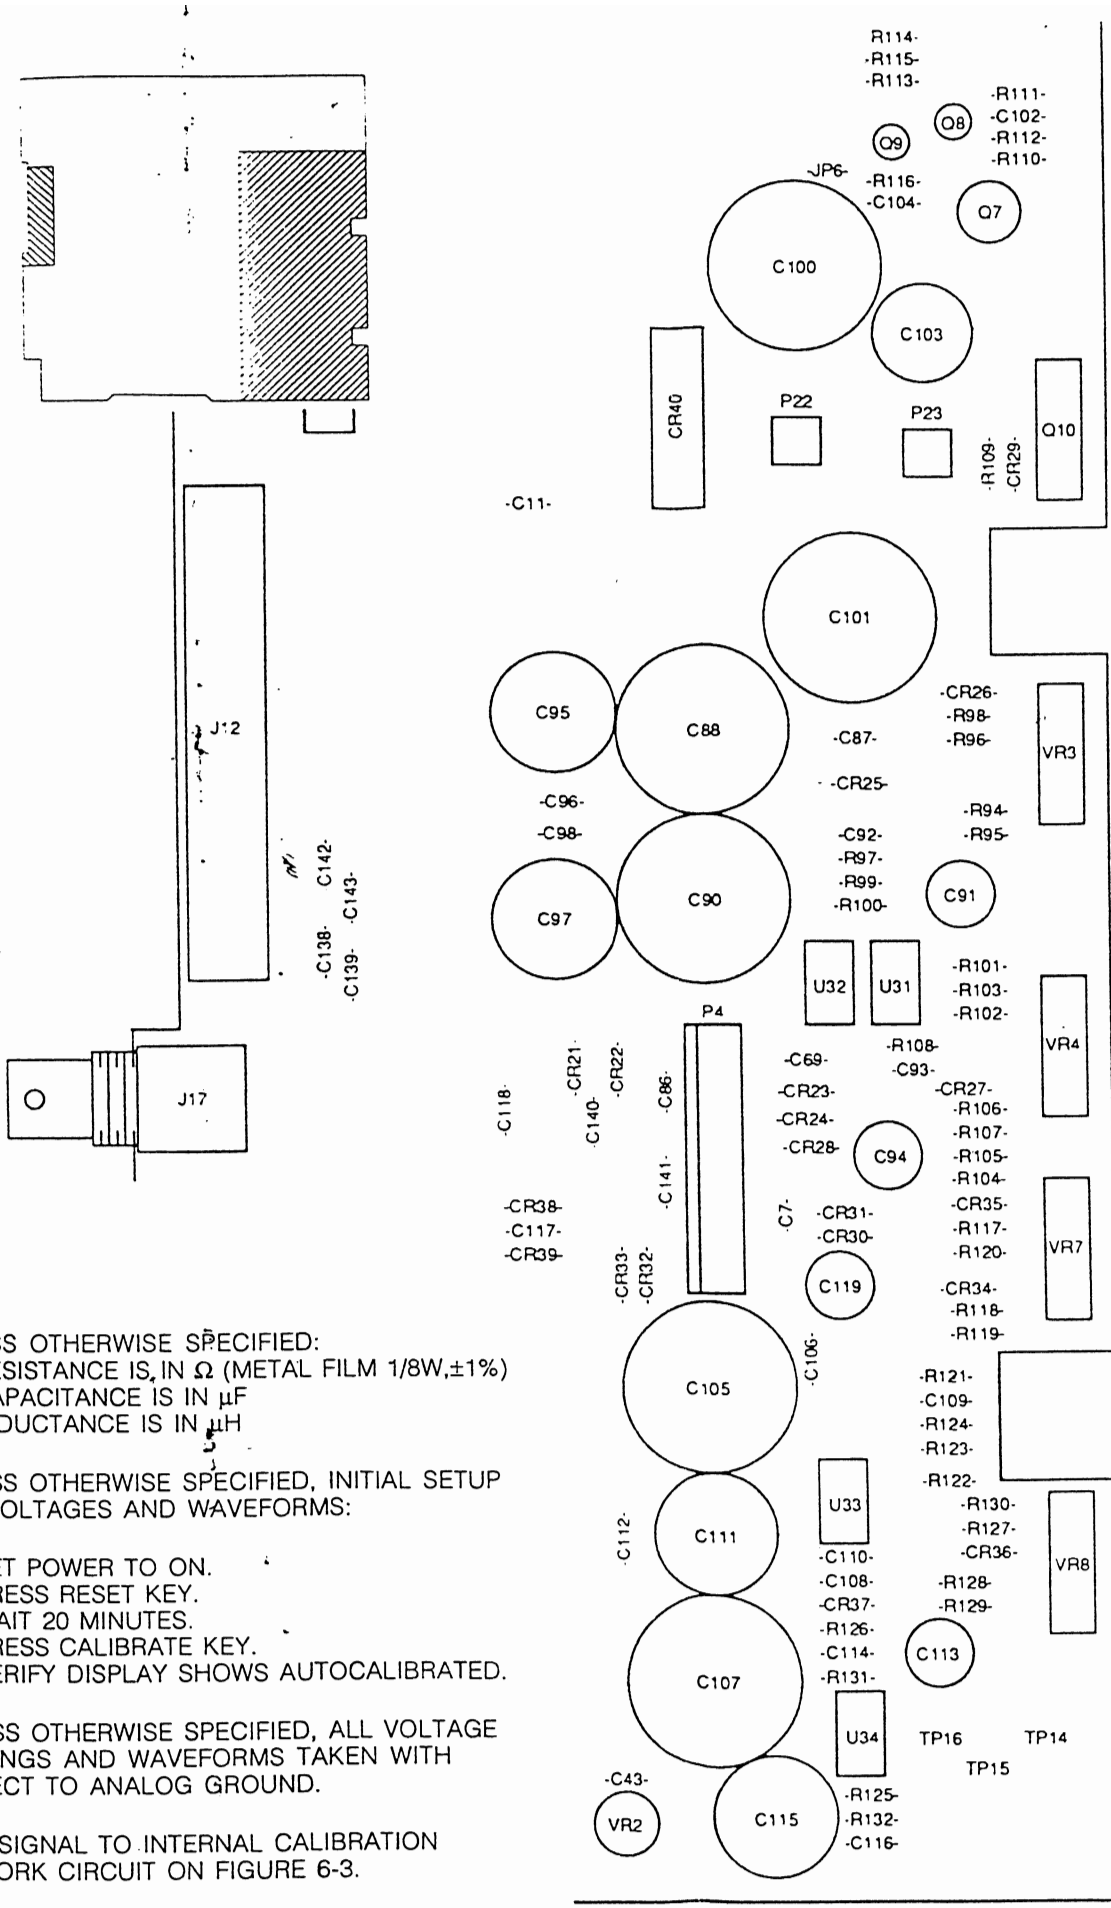 R114-
-R115-
-R113-
-R111-
-C102-
-R112-
-R110-
Q8
Q9
-JP6-
-R116-
-C104-
Q7
C100
C103
CR40
P22
P23
-R109-
-CR29-
Q10
-C11-
C101
J12
C95
C88
-C87-
-CR26-
-R98-
-R96-
VR3
-CR25-
-C96-
-C98-
-R94-
-R95-
-C92-
-R97-
-R99-
-R100-
C142-
-C143-
-C138-
-C139-
C97
C90
C91
U32
U31
-R101-
-R103-
-R102-
P4
VR4
J17
-C118-
-CR21-
-CR22-
-C140-
-C86-
-C141-
-C69-
-CR23-
-CR24-
-CR28-
-R108-
-C93-
-CR27-
-R106-
-R107-
-R105-
-R104-
C94
-CR38-
-C117-
-CR39-
-CR33-
-CR32-
-C7-
-CR31-
-CR30-
C119
-CR35-
-R117-
-R120-
-CR34-
-R118-
-R119-
VR7
SS OTHERWISE SPECIFIED:
ESISTANCE IS IN Ω (METAL FILM 1/8W,±1%)
APACITANCE IS IN μF
DUCTANCE IS IN μH
C105
-C106-
-R121-
-C109-
-R124-
-R123-
-R122-
SS OTHERWISE SPECIFIED, INITIAL SETUP
OLTAGES AND WAVEFORMS:
-C112-
C111
U33
-R130-
-R127-
-CR36-
VR8
ET POWER TO ON.
RESS RESET KEY.
AIT 20 MINUTES.
RESS CALIBRATE KEY.
ERIFY DISPLAY SHOWS AUTOCALIBRATED.
-C110-
-C108-
-CR37-
-R126-
-C114-
-R131-
-R128-
-R129-
C113
C107
SS OTHERWISE SPECIFIED, ALL VOLTAGE
INGS AND WAVEFORMS TAKEN WITH
ECT TO ANALOG GROUND.
U34
TP16
TP14
TP15
-C43-
VR2
C115
-R125-
-R132-
-C116-
SIGNAL TO INTERNAL CALIBRATION
ORK CIRCUIT ON FIGURE 6-3.